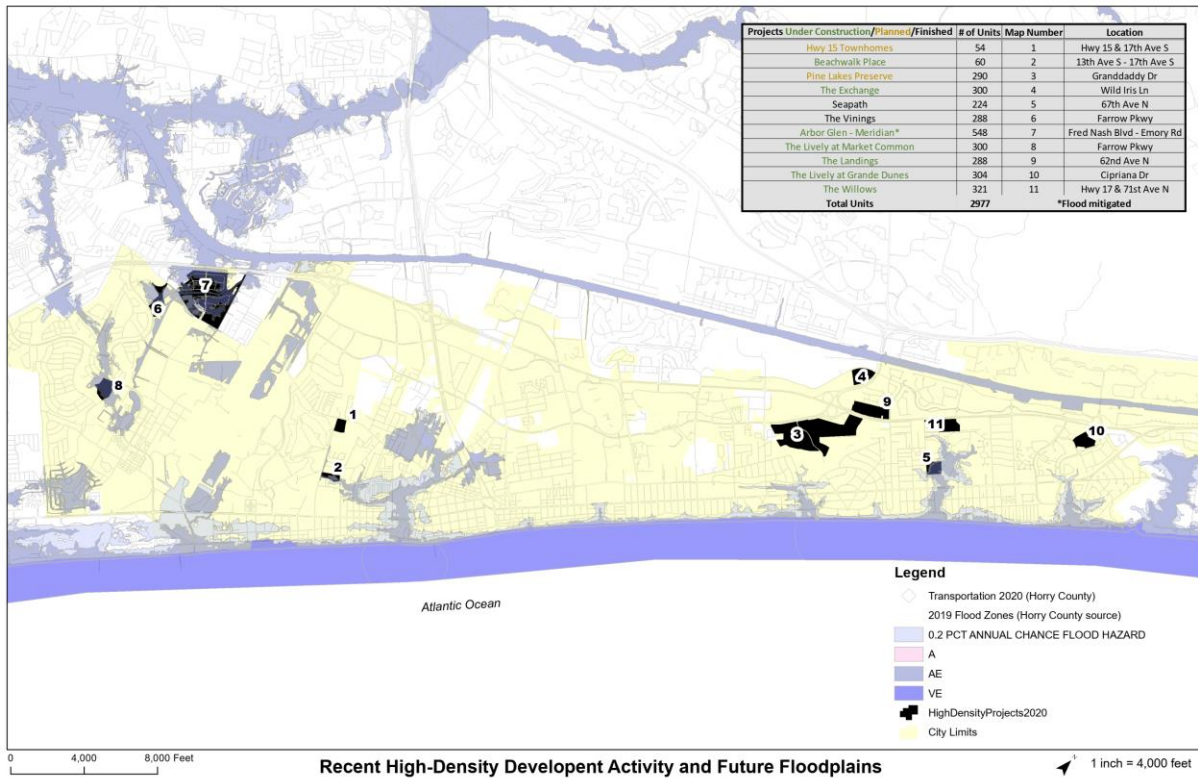 Projects Under Construction/Planned/Finished # of Units Map Number Location
Hwy 15 Townhomes 54 1 Hwy 15 & 17th Ave S
Beachwalk Place 60 2 13th Ave S - 17th Ave S
Pine Lakes Preserve 290 3 Granddaddy Dr
The Exchange 300 4 Wild Iris Ln
Seapath 224 5 67th Ave N
The Vinings 288 6 Farrow Pkwy
Arbor Glen - Meridian* 548 7 Fred Nash Blvd - Emory Rd
The Lively at Market Common 300 8 Farrow Pkwy
The Landings 288 9 62nd Ave N
The Lively at Grande Dunes 304 10 Cipriana Dr
The Willows 321 11 Hwy 17 & 71st Ave N
Total Units 2977 *Flood mitigated
7
6
8
1
2
4
9
3
11
10
5
Atlantic Ocean
Legend
Transportation 2020 (Horry County)
2019 Flood Zones (Horry County source)
0.2 PCT ANNUAL CHANCE FLOOD HAZARD
A
AE
VE
HighDensityProjects2020
City Limits
0 4,000 8,000 Feet
Recent High-Density Developent Activity and Future Floodplains
1 inch = 4,000 feet